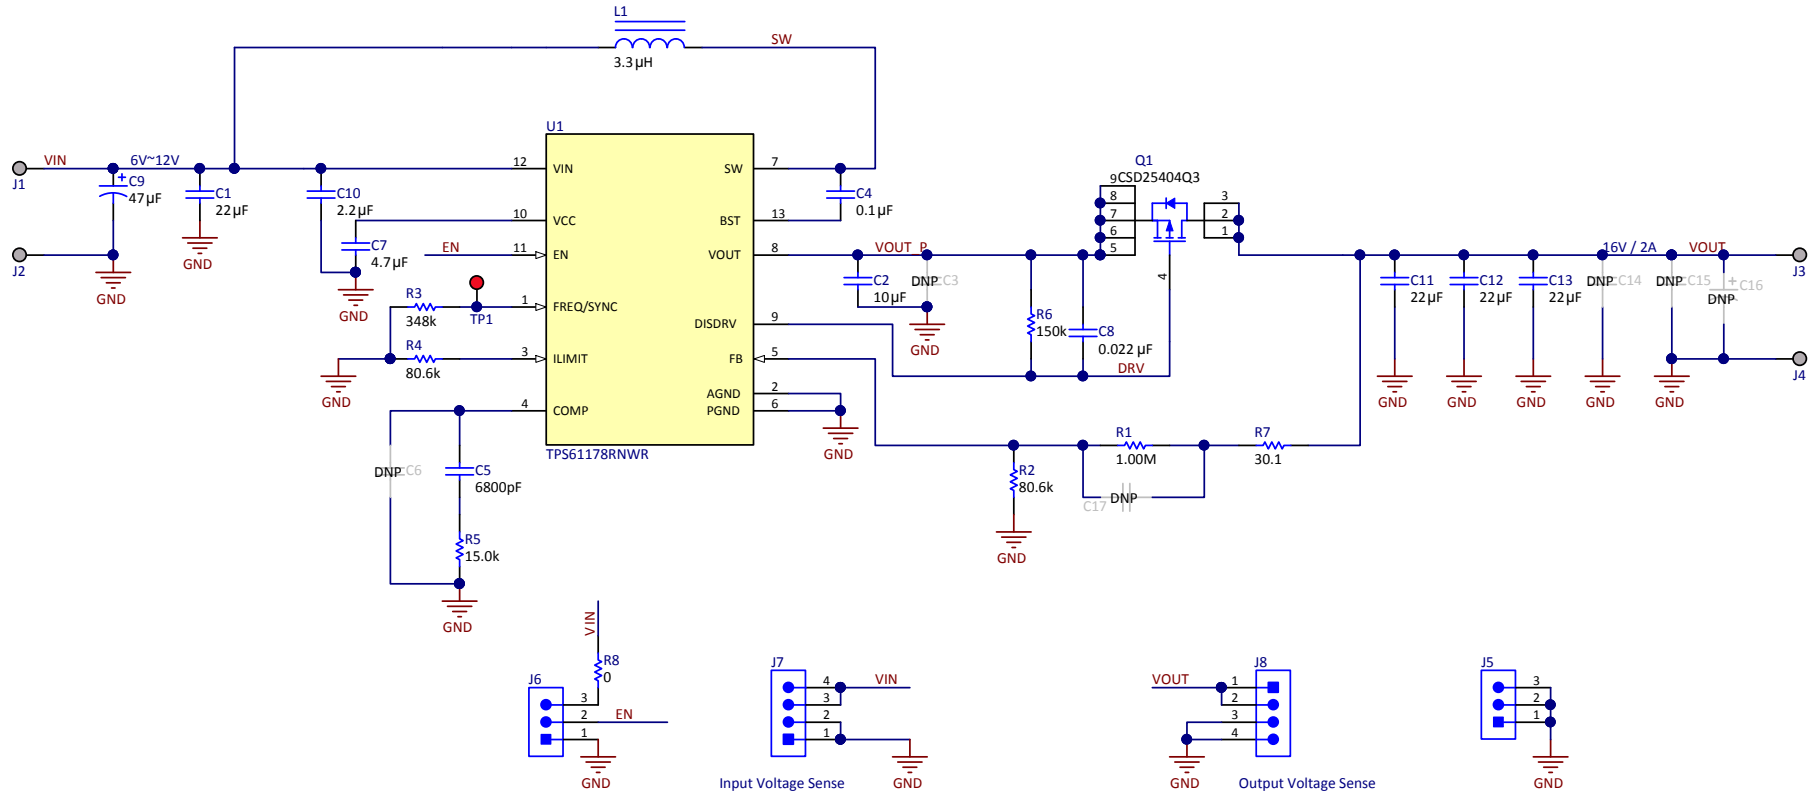 L1
SW
3.3µH
U1
VIN
6V~12V
J1
C9
47µF
C1
22µF
GND
J2
GND
C10
2.2µF
C7
4.7µF
GND
EN
R3
348k
TP1
R4
80.6k
GND
12
VIN
10
VCC
11
EN
1
FREQ/SYNC
3
ILIMIT
4
COMP
SW
7
BST
13
VOUT
8
DISDRV
9
FB
5
AGND
2
PGND
6
TPS61178RNWR
C4
0.1µF
VOUT_P
C2
10µF
DNP
C3
GND
GND
Q1
CSD25404Q3
9
8
7
6
5
3
2
1
4
R6
150k
C8
0.022µF
DRV
16V / 2A
VOUT
C11
22µF
C12
22µF
C13
22µF
DNP
C14
DNP
C15
DNP
C16
J3
J4
GND
GND
GND
GND
GND
DNP
C6
C5
6800pF
R5
15.0k
GND
R2
80.6k
GND
R1
1.00M
R7
30.1
C17
DNP
VIN
R8
0
J6
3
2
EN
1
GND
J7
4
VIN
3
2
1
GND
Input Voltage Sense
J8
VOUT
1
2
3
4
GND
Output Voltage Sense
J5
3
2
1
GND